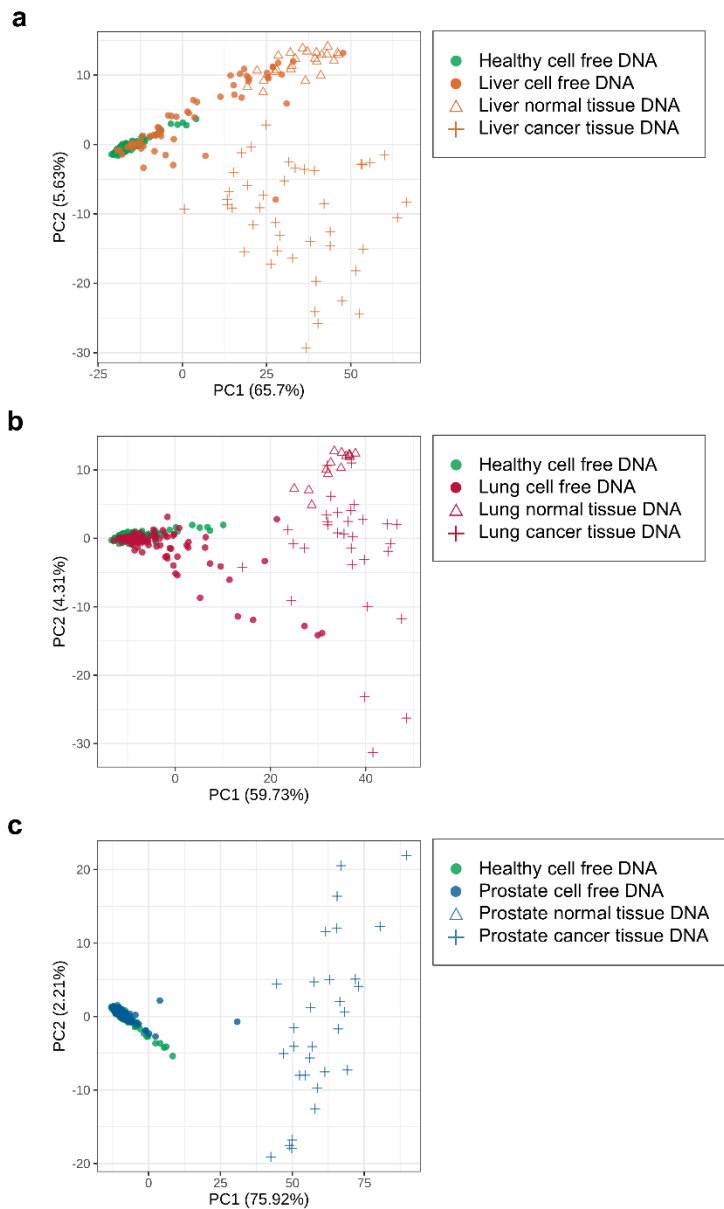 a
10
0
-10
-20
-30
PC2 (5.63%)
-25
0
25
50
PC1 (65.7%)
Healthy cell free DNA
Liver cell free DNA
Liver normal tissue DNA
Liver cancer tissue DNA
b
10
0
-10
-20
-30
PC2 (4.31%)
0
20
40
PC1 (59.73%)
Healthy cell free DNA
Lung cell free DNA
Lung normal tissue DNA
Lung cancer tissue DNA
c
20
10
0
-10
-20
PC2 (2.21%)
0
25
50
75
PC1 (75.92%)
Healthy cell free DNA
Prostate cell free DNA
Prostate normal tissue DNA
Prostate cancer tissue DNA